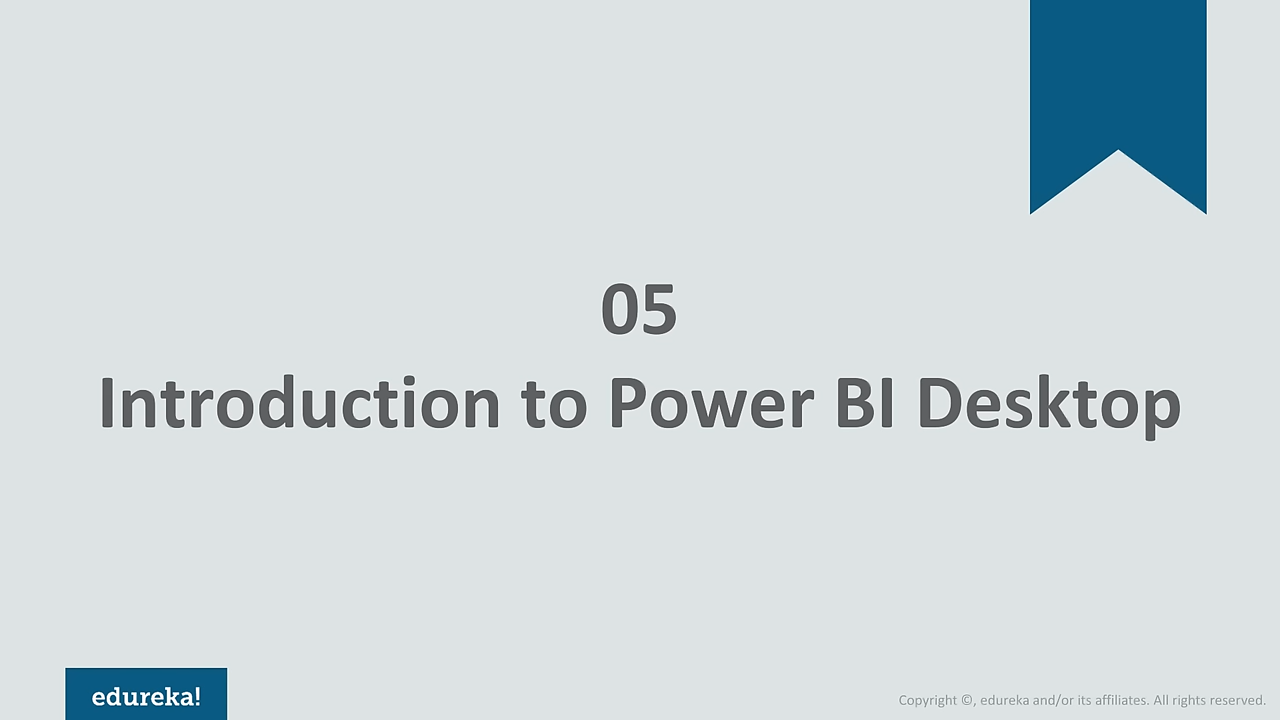 05
Introduction to Power BI Desktop
edureka!
Copyright ©, edureka and/or its affiliates. All rights reserved.